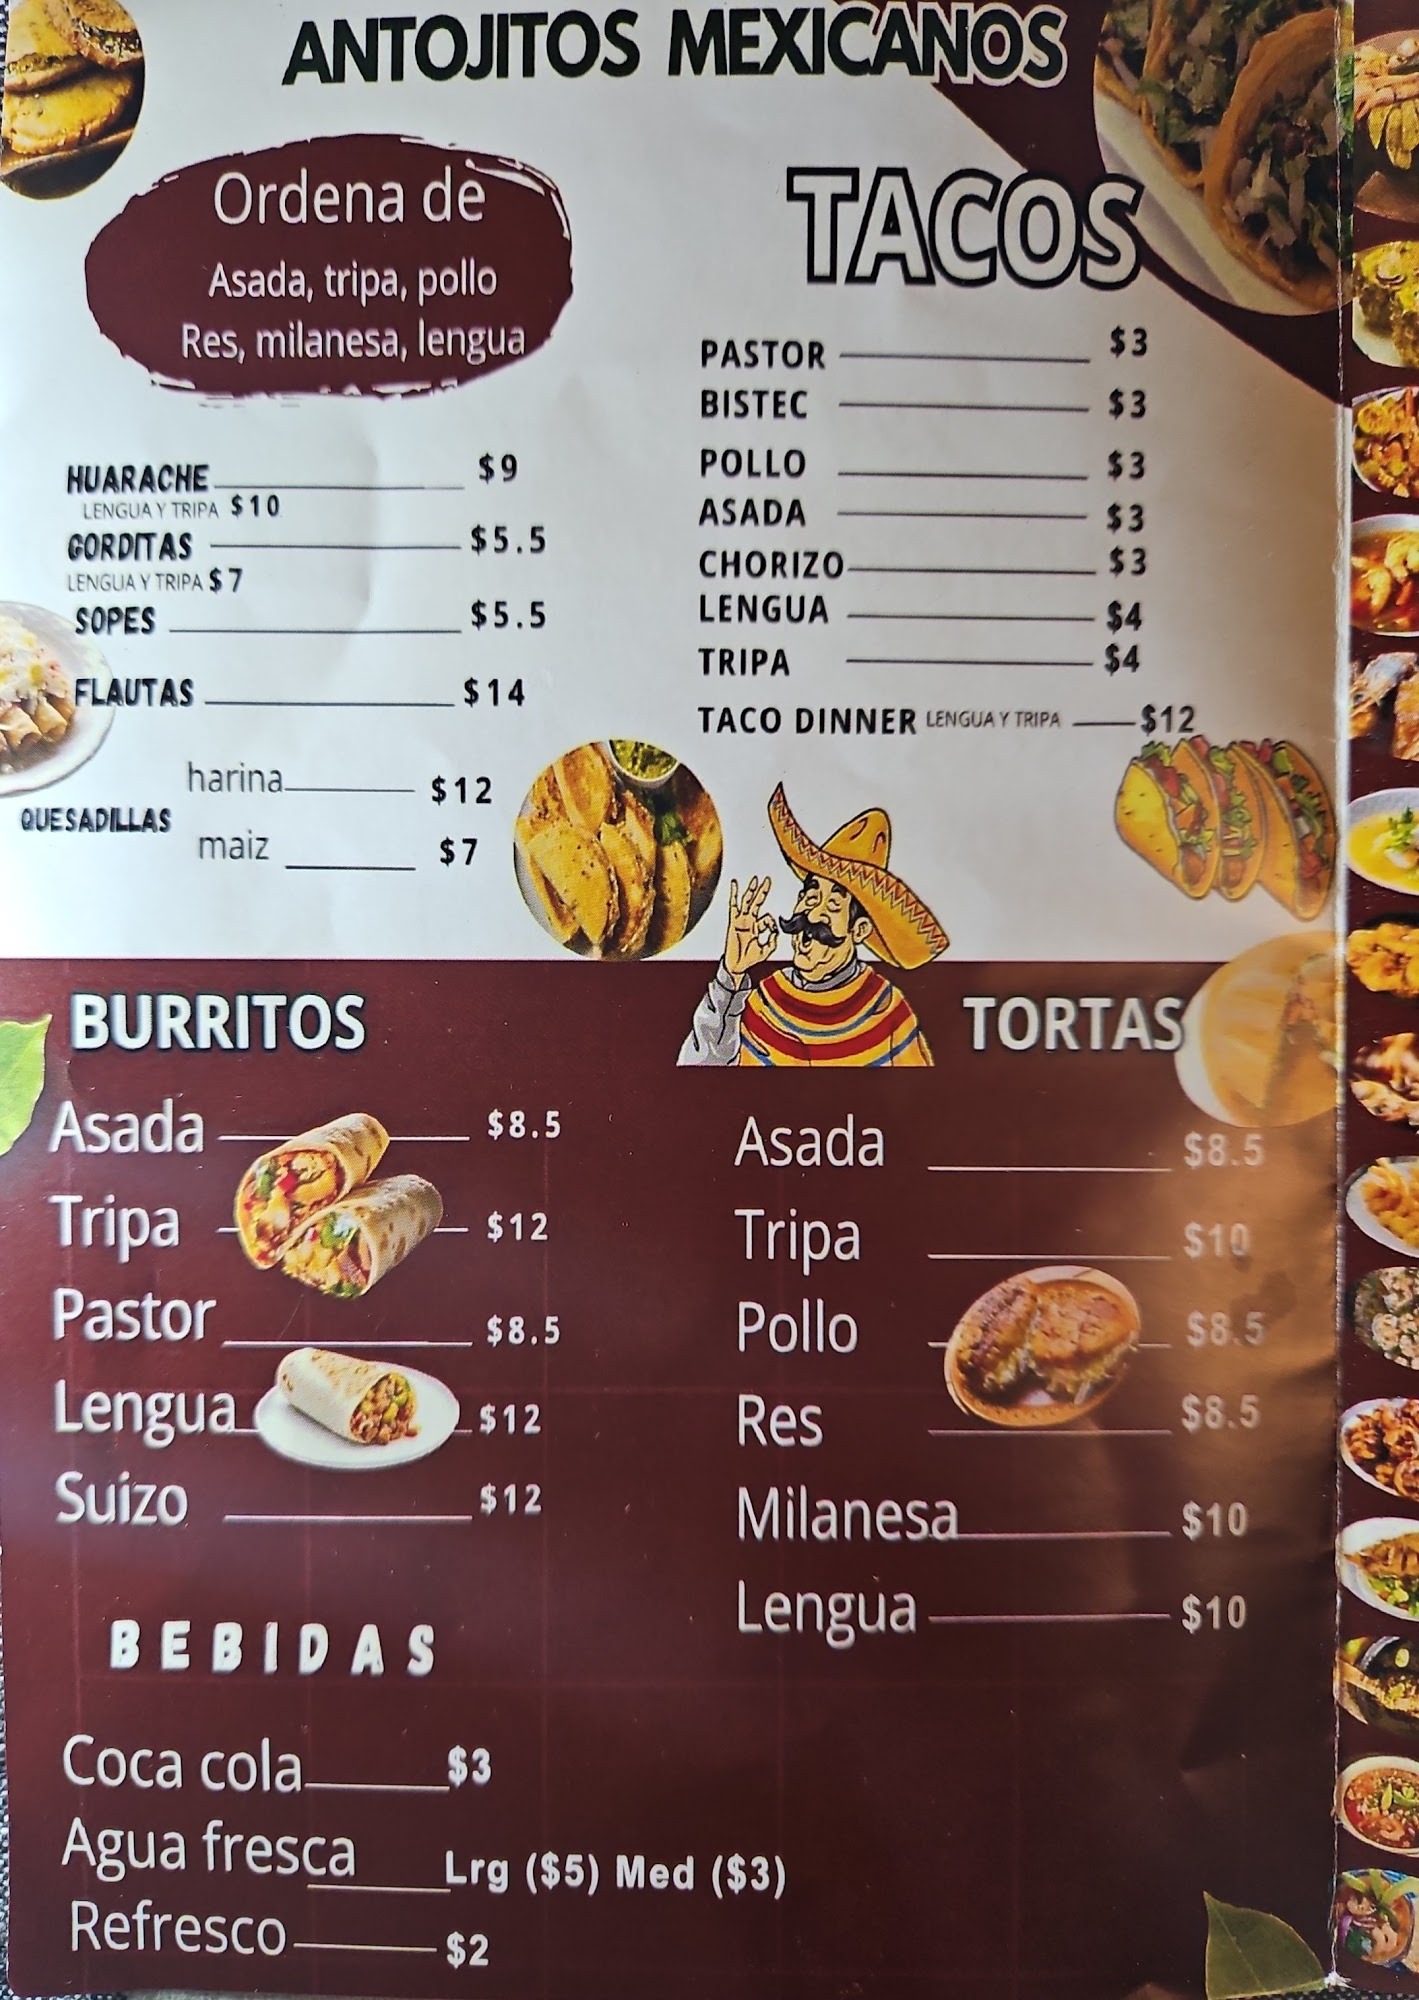 ANTOJITOS MEXICANOS
Ordena de
Asada, tripa, pollo
Res, milanesa, lengua
HUARACHE $9
LENGUA Y TRIPA $10
GORDITAS $5.5
LENGUA Y TRIPA $7
SOPES $5.5
FLAUTAS $14
QUESADILLAS
harina $12
maiz $7
TACOS
PASTOR $3
BISTEC $3
POLLO $3
ASADA $3
CHORIZO $3
LENGUA $4
TRIPA $4
TACO DINNER LENGUA Y TRIPA $12
BURRITOS
Asada $8.5
Tripa $12
Pastor $8.5
Lengua $12
Suizo $12
TORTAS
Asada $8.5
Tripa $10
Pollo $8.5
Res $8.5
Milanesa $10
Lengua $10
BEBIDAS
Coca cola $3
Agua fresca Lrg ($5) Med ($3)
Refresco $2